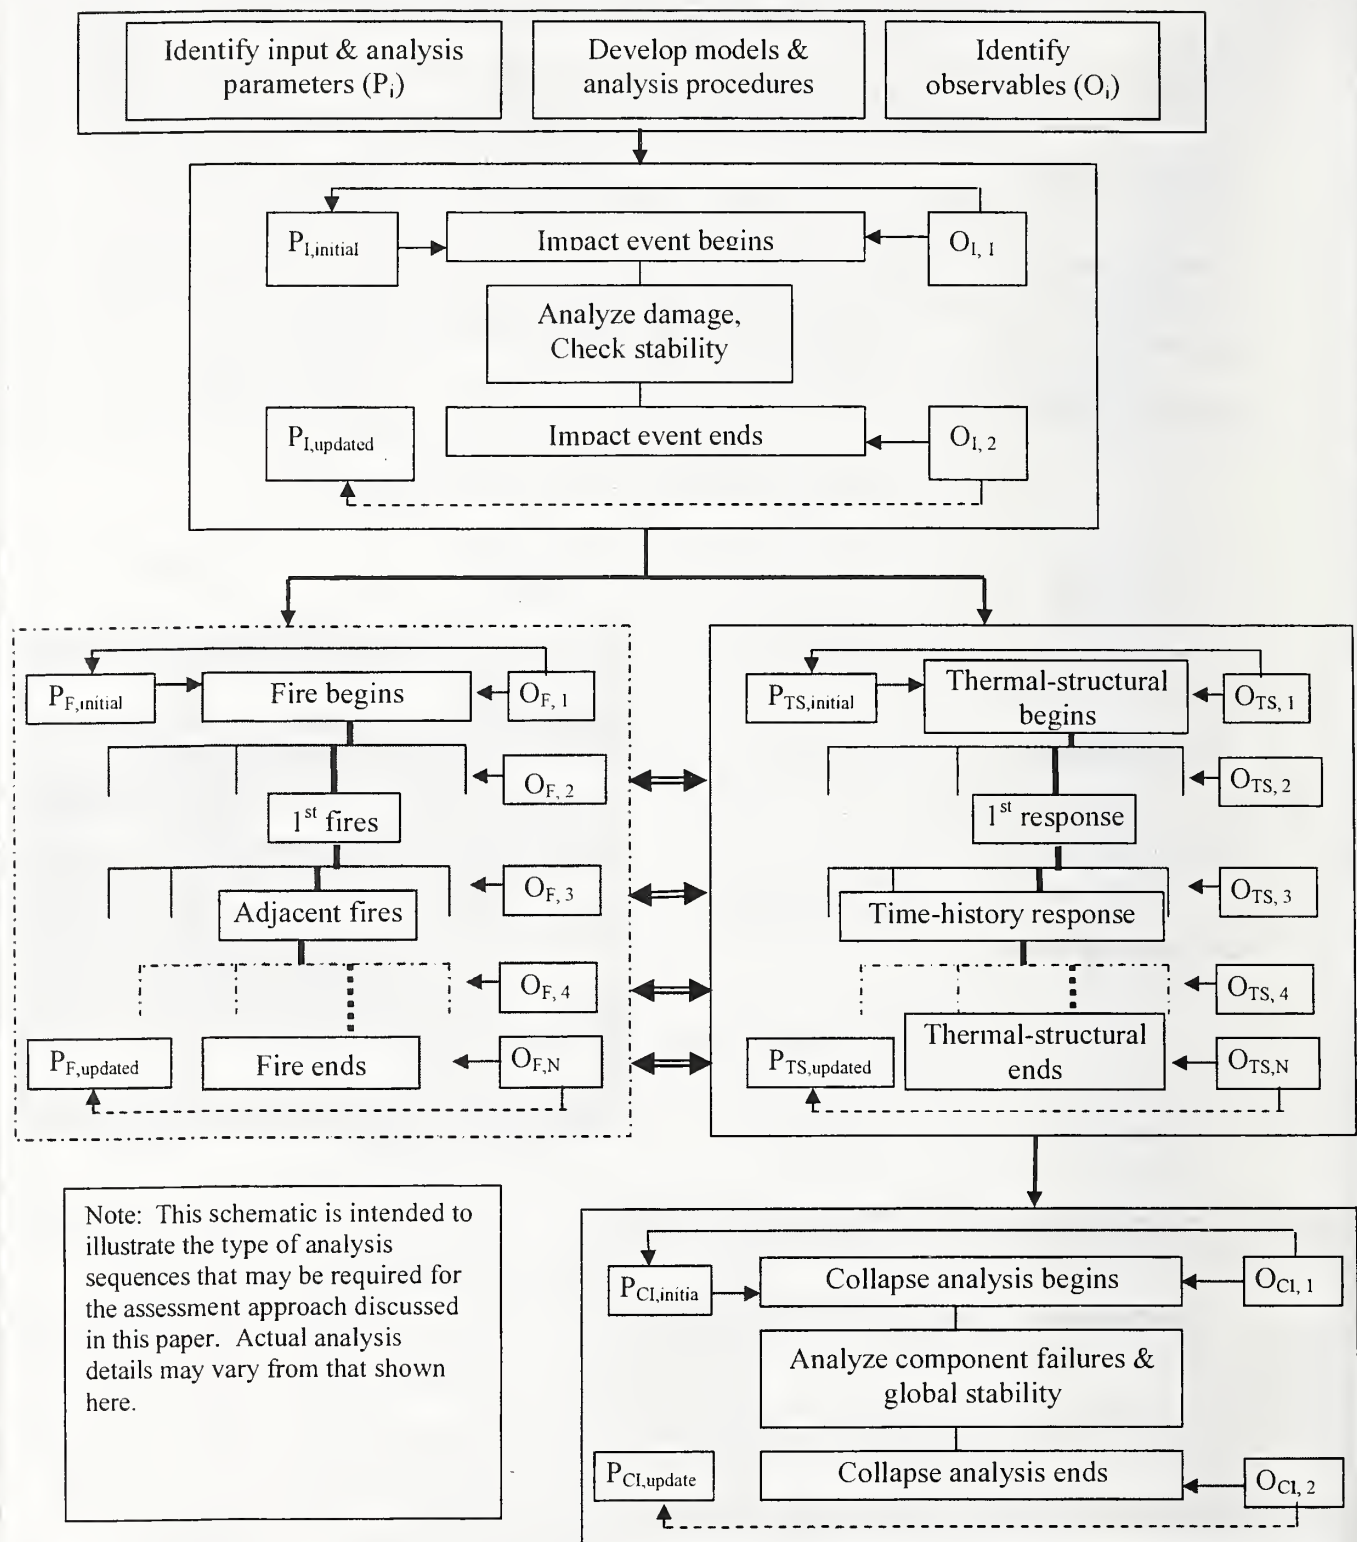 Identify input & analysis
parameters (Pi)
Develop models &
analysis procedures
Identify
observables (Oi)
PI,initial
Impact event begins
OI, 1
Analyze damage,
Check stability
PI,updated
Impact event ends
OI, 2
PF,initial
Fire begins
OF, 1
OF, 2
1st fires
OF, 3
Adjacent fires
OF, 4
PF,updated
Fire ends
OF,N
PTS,initial
Thermal-structural
begins
OTS, 1
OTS, 2
1st response
OTS, 3
Time-history response
OTS, 4
PTS,updated
Thermal-structural
ends
OTS,N
Note: This schematic is intended to
illustrate the type of analysis
sequences that may be required for
the assessment approach discussed
in this paper. Actual analysis
details may vary from that shown
here.
PCI,initia
Collapse analysis begins
OCI, 1
Analyze component failures &
global stability
PCI,update
Collapse analysis ends
OCI, 2